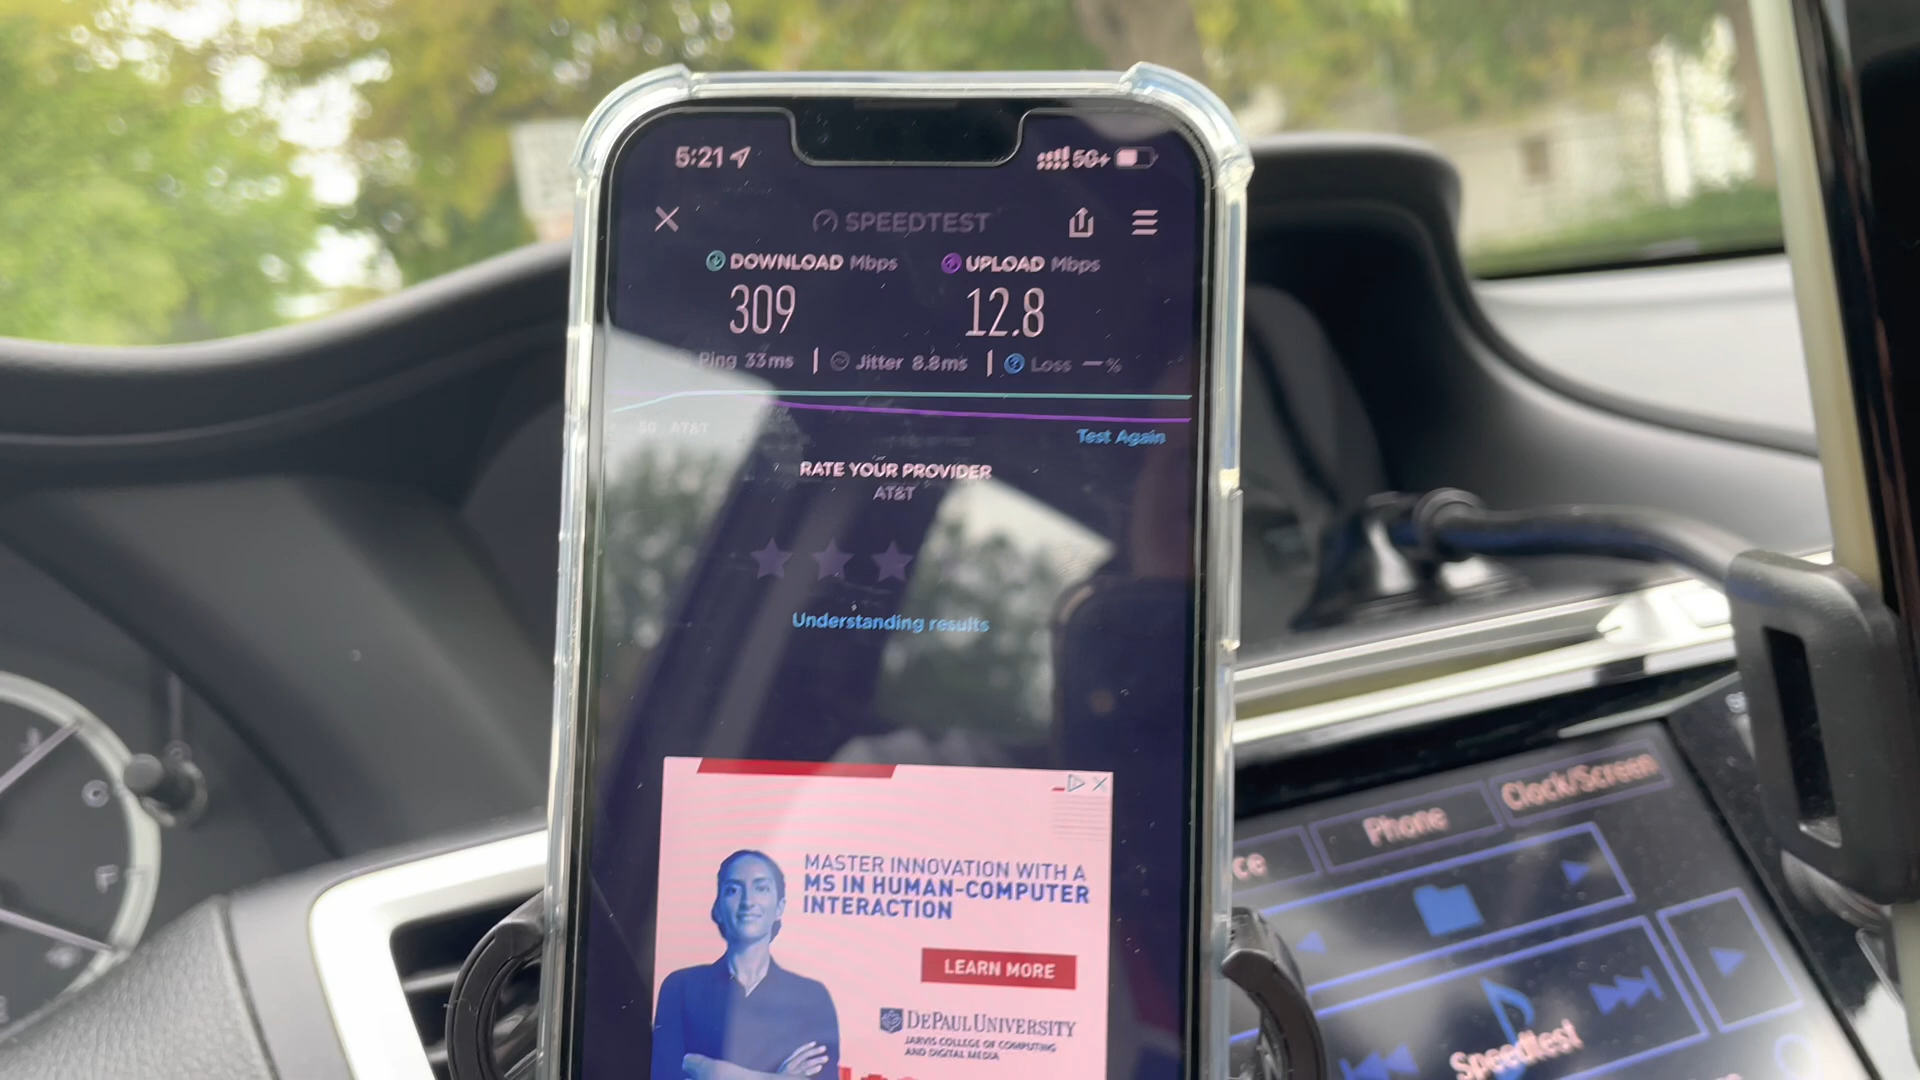 5:21
5G+
SPEEDTEST
DOWNLOAD Mbps
UPLOAD Mbps
309
12.8
Ping 33ms
Jitter 8.8ms
Loss —%
5G AT&T
Test Again
RATE YOUR PROVIDER
AT&T
Understanding results
MASTER INNOVATION WITH A
MS IN HUMAN-COMPUTER
INTERACTION
LEARN MORE
DEPAUL UNIVERSITY
JARVIS COLLEGE OF COMPUTING
AND DIGITAL MEDIA
Phone
Clock/Screen
Speedtest
C
F